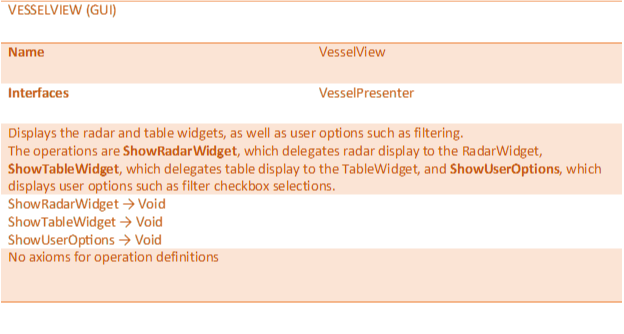 VESSELVIEW (GUI)
Name VesselView
Interfaces VesselPresenter
Displays the radar and table widgets, as well as user options such as filtering.
The operations are ShowRadarWidget, which delegates radar display to the RadarWidget,
ShowTableWidget, which delegates table display to the TableWidget, and ShowUserOptions, which
displays user options such as filter checkbox selections.
ShowRadarWidget → Void
ShowTableWidget → Void
ShowUserOptions → Void
No axioms for operation definitions